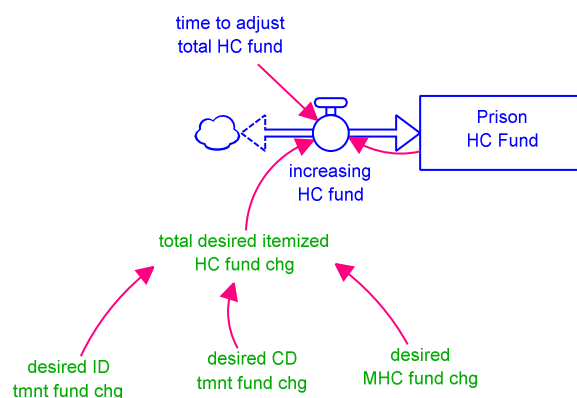 time to adjust
total HC fund
Prison
HC Fund
increasing
HC fund
total desired itemized
HC fund chg
desired ID
tmnt fund chg
desired CD
tmnt fund chg
desired
MHC fund chg